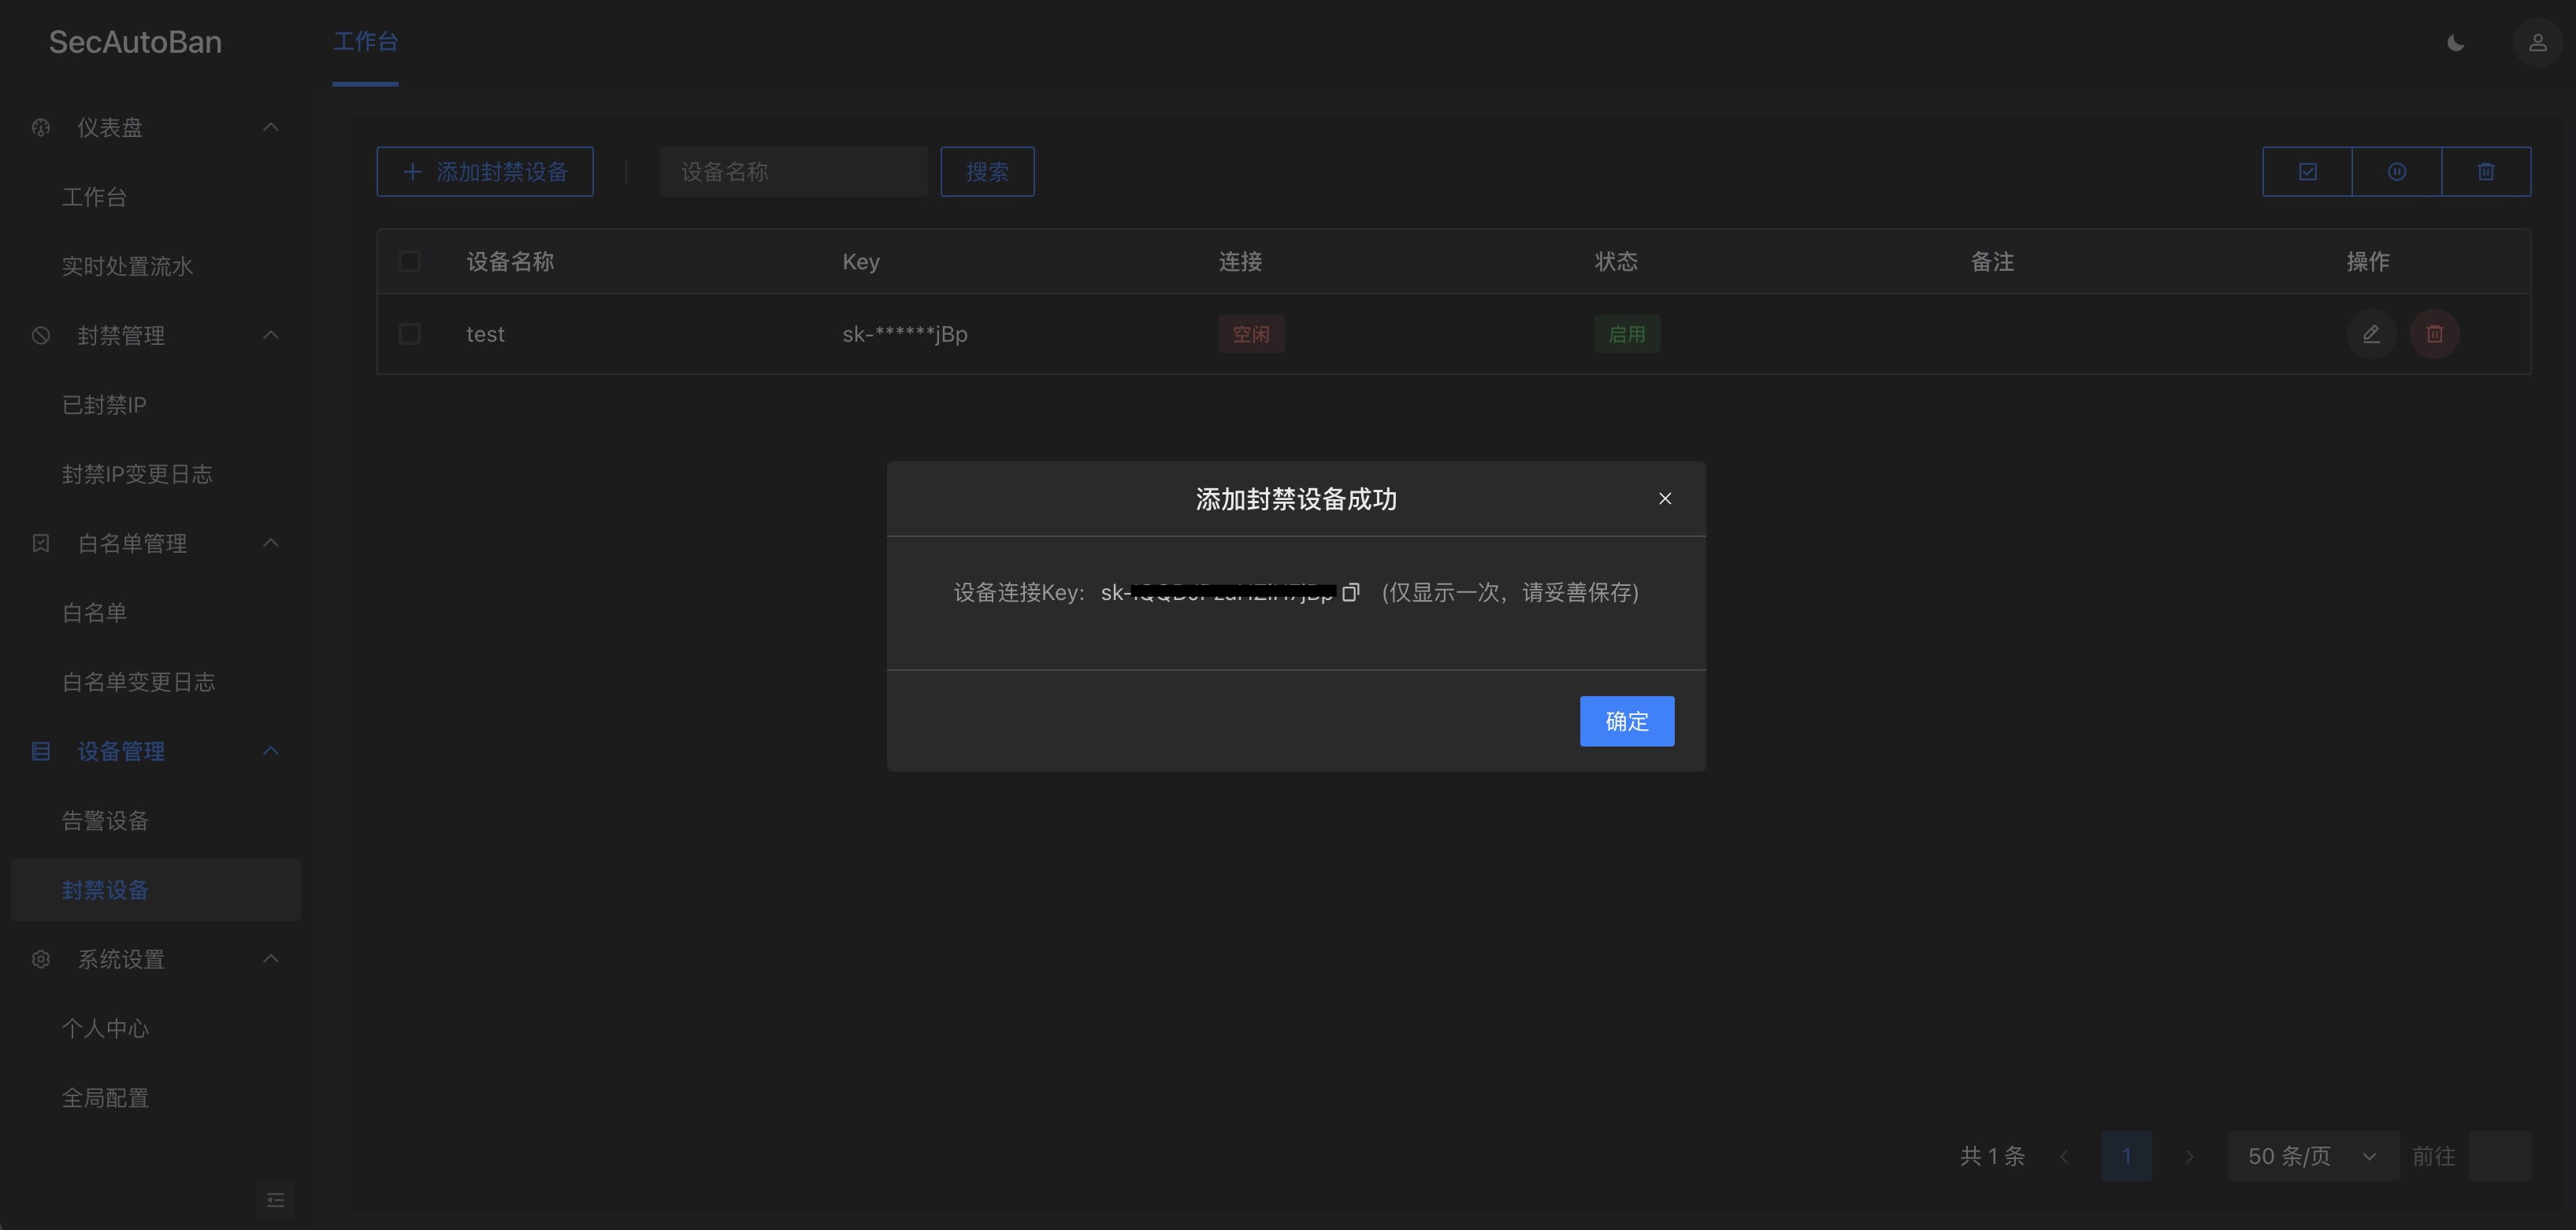 SecAutoBan
工作台
仪表盘
工作台
实时处置流水
封禁管理
已封禁IP
封禁IP变更日志
白名单管理
白名单
白名单变更日志
设备管理
告警设备
封禁设备
系统设置
个人中心
全局配置
添加封禁设备 设备名称 搜索
设备名称 Key 连接 状态 备注 操作
test sk-******jBp 空闲 启用
添加封禁设备成功
设备连接Key: sk- (仅显示一次，请妥善保存)
确定
共 1 条 1 50 条/页 前往